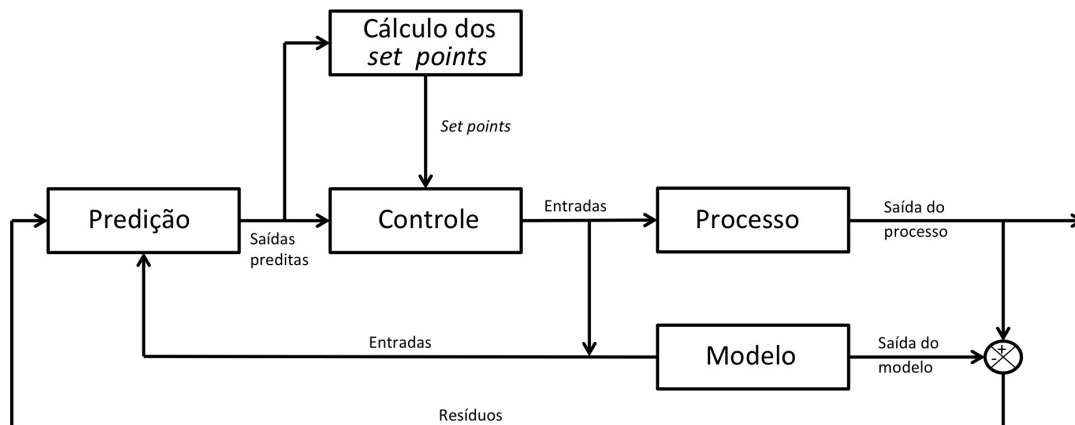 Cálculo dos
set points
Set points
Predição
Saídas
preditas
Controle
Entradas
Processo
Saída do
processo
Entradas
Modelo
Saída do
modelo
+
-
Resíduos